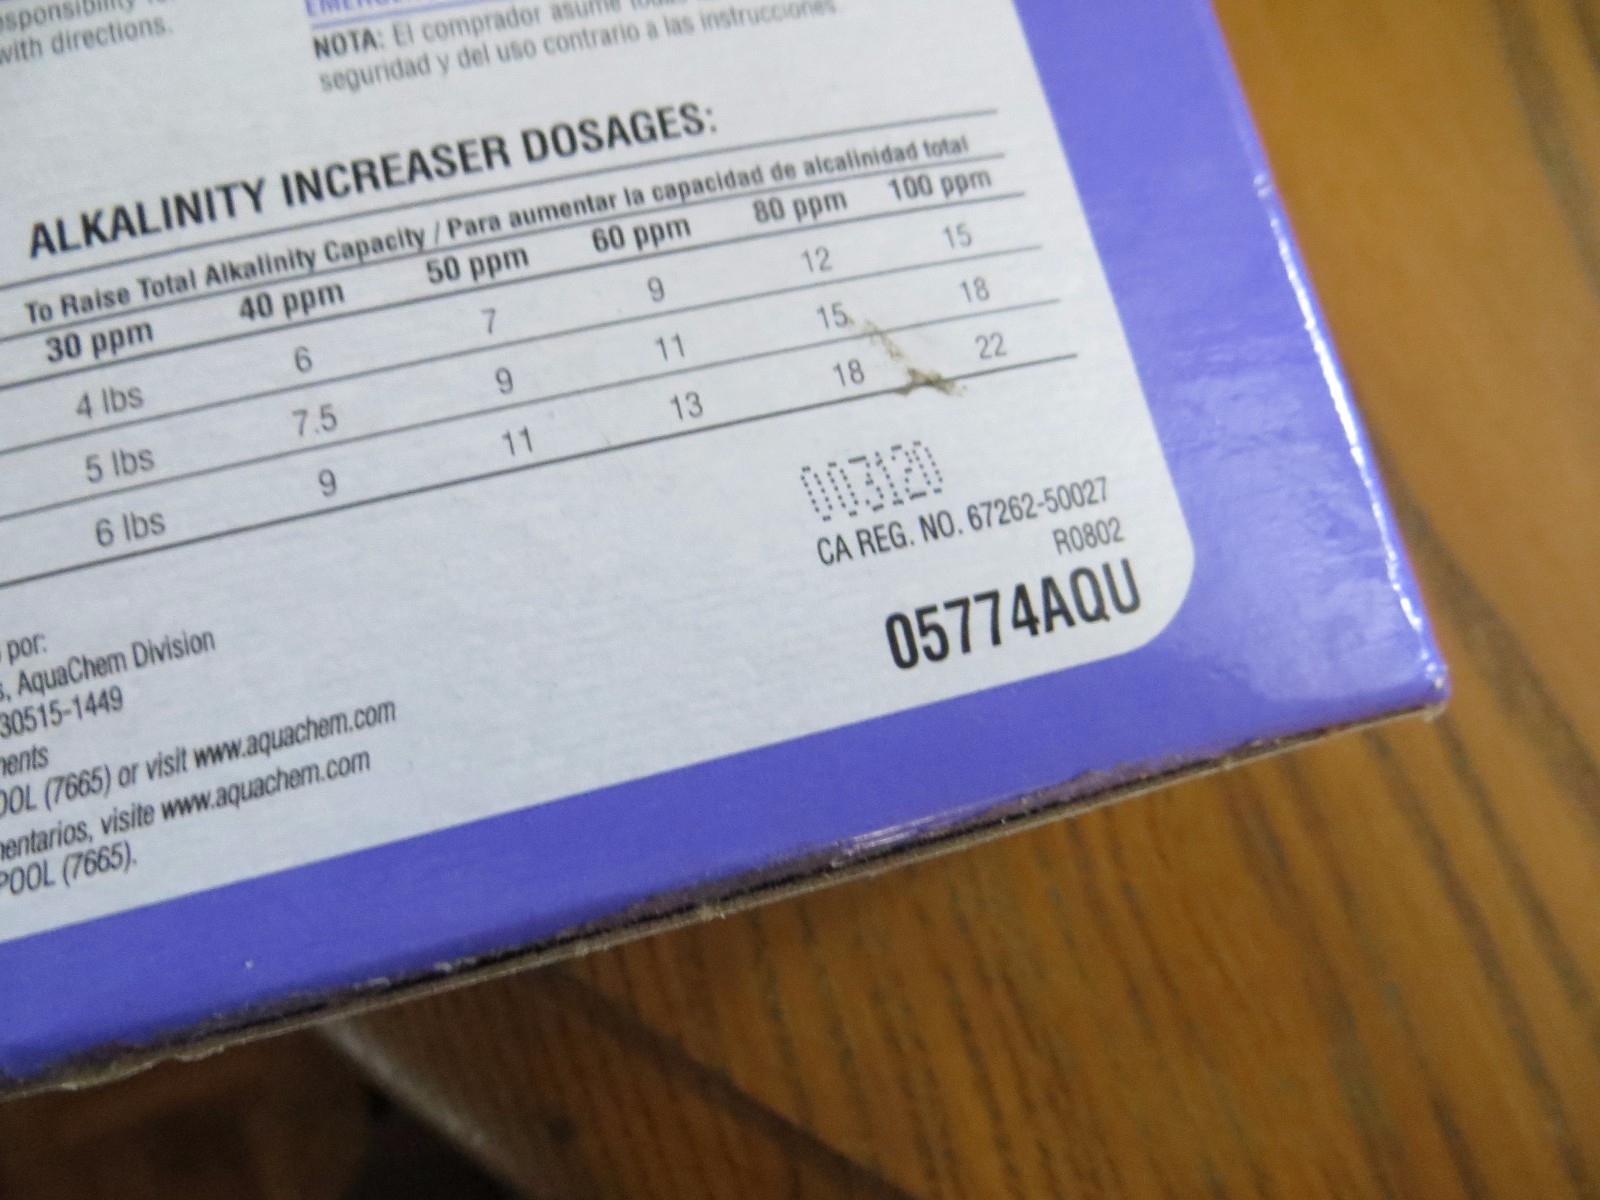 with directions.
NOTA: El comprador asume
seguridad y del uso contrario a las instrucciones.
ALKALINITY INCREASER DOSAGES:
To Raise Total Alkalinity Capacity / Para aumentar la capacidad de alcalinidad total
30 ppm 40 ppm 50 ppm 60 ppm 80 ppm 100 ppm
4 lbs 6 7 9 12 15
5 lbs 7.5 9 11 15 18
6 lbs 9 11 13 18 22
003120
CA REG. NO. 67262-50027
R0802
05774AQU
por:
AquaChem Division
30515-1449
OOL (7665) or visit www.aquachem.com
mentarios, visite www.aquachem.com
POOL (7665).